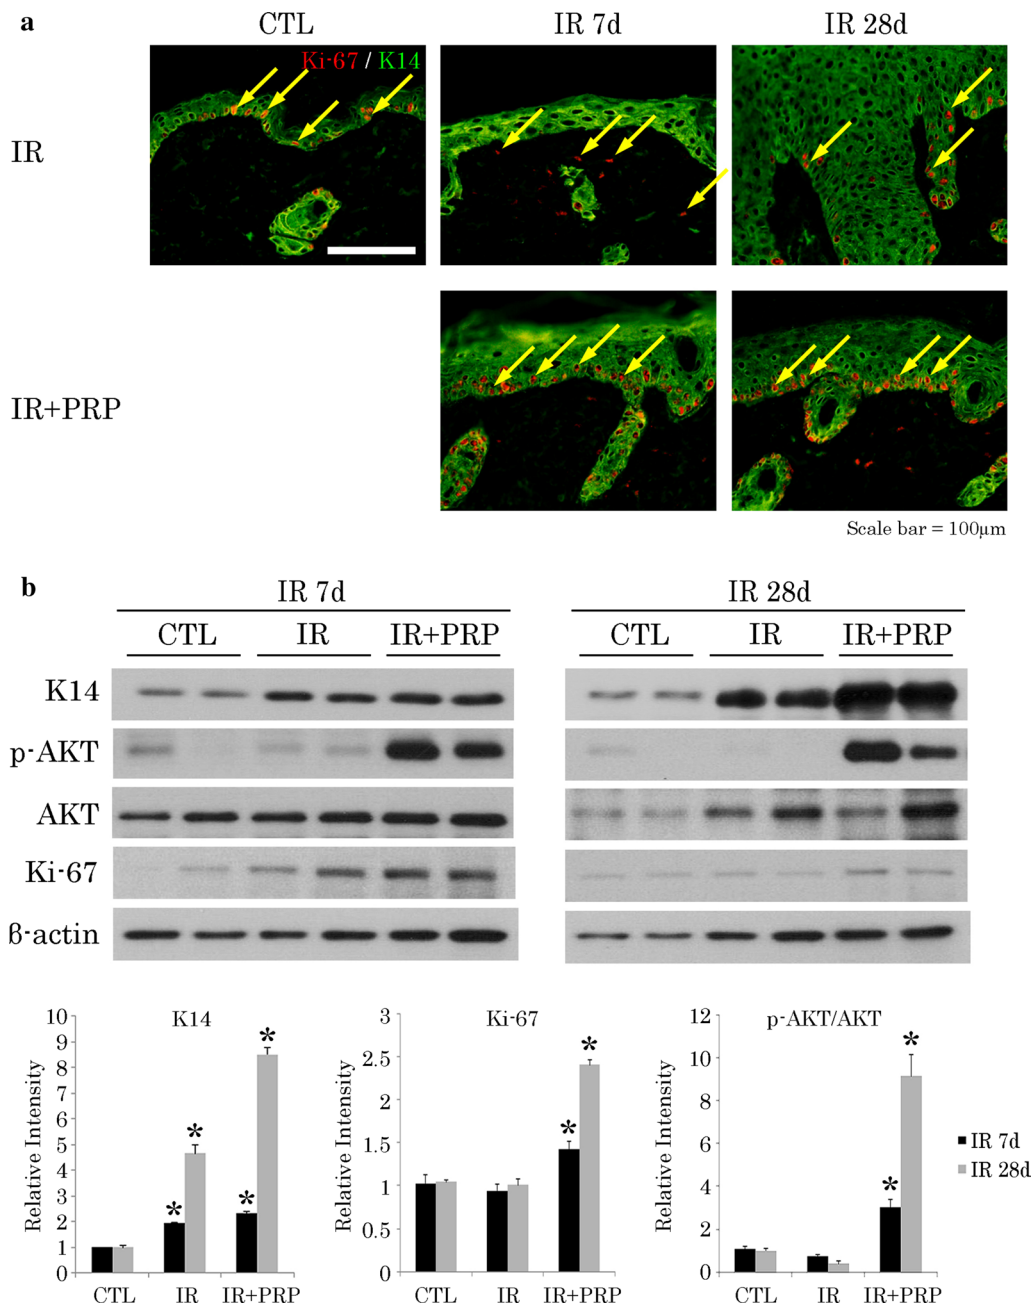 a
CTL IR 7d IR 28d
Ki-67 / K14
IR
IR+PRP
Scale bar = 100µm
b
IR 7d IR 28d
CTL IR IR+PRP CTL IR IR+PRP
K14
p-AKT
AKT
Ki-67
β-actin
K14
Relative Intensity
10
9
8
7
6
5
4
3
2
1
0
* * * *
CTL IR IR+PRP
Ki-67
Relative Intensity
3
2.5
2
1.5
1
0.5
0
* *
CTL IR IR+PRP
p-AKT/AKT
Relative Intensity
12
10
8
6
4
2
0
* *
CTL IR IR+PRP
IR 7d
IR 28d